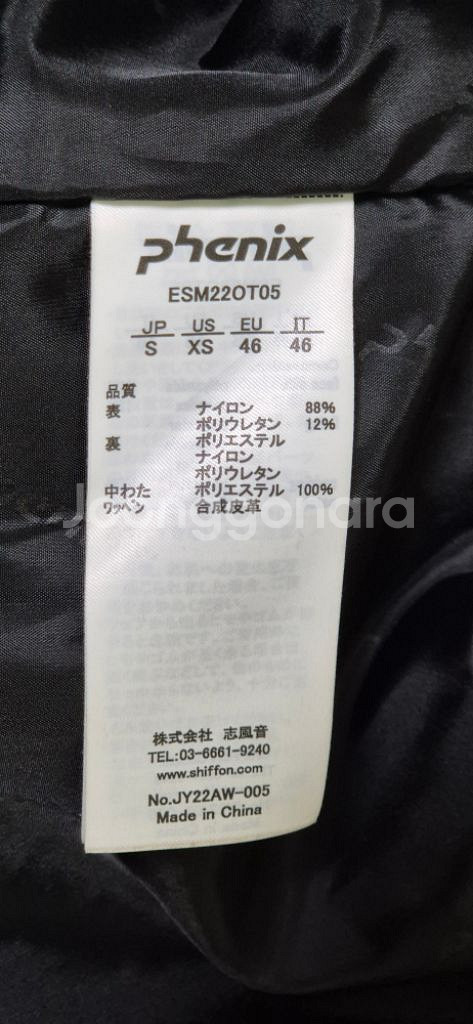 phenix
ESM22OT05
JP US EU IT
S XS 46 46
品質
表 ナイロン 88%
ポリウレタン 12%
裏 ポリエステル
ナイロン
ポリウレタン
中わた ポリエステル 100%
ワッペン 合成皮革
Joonggonara
株式会社 志風音
TEL:03-6661-9240
www.shiffon.com
No.JY22AW-005
Made in China